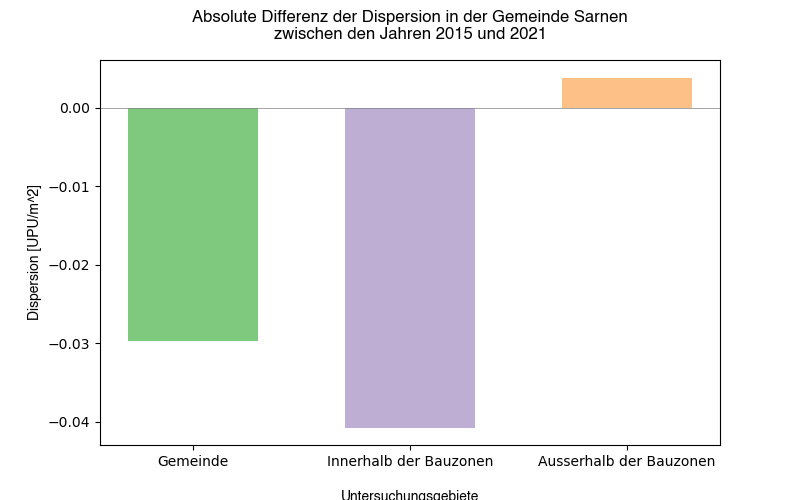 Absolute Differenz der Dispersion in der Gemeinde Sarnen
zwischen den Jahren 2015 und 2021
Dispersion [UPU/m^2]
0.00
−0.01
−0.02
−0.03
−0.04
Gemeinde
Innerhalb der Bauzonen
Ausserhalb der Bauzonen
Untersuchungsgebiete